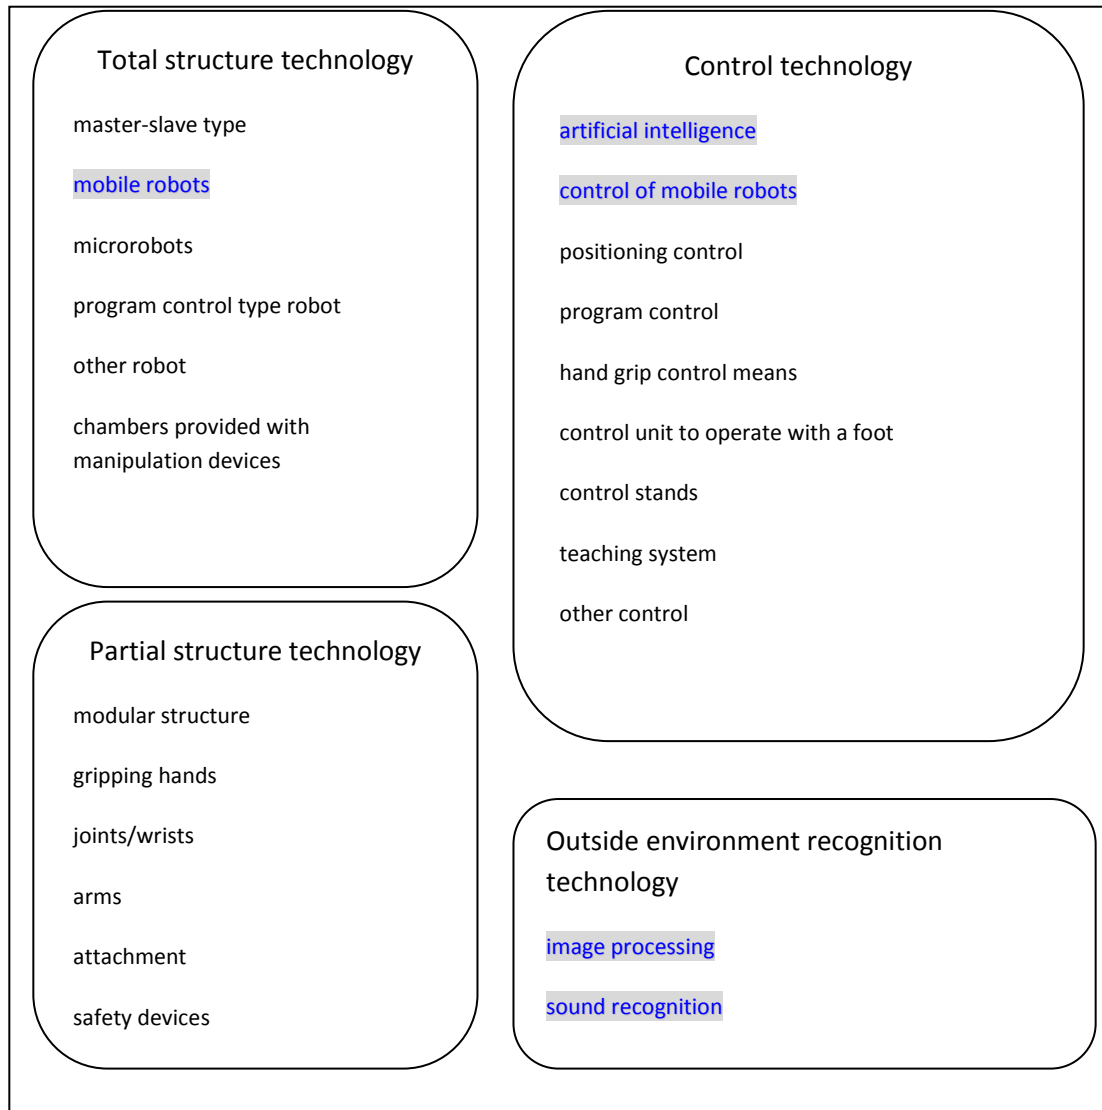 Total structure technology
master-slave type
mobile robots
microrobots
program control type robot
other robot
chambers provided with
manipulation devices
Control technology
artificial intelligence
control of mobile robots
positioning control
program control
hand grip control means
control unit to operate with a foot
control stands
teaching system
other control
Partial structure technology
modular structure
gripping hands
joints/wrists
arms
attachment
safety devices
Outside environment recognition
technology
image processing
sound recognition